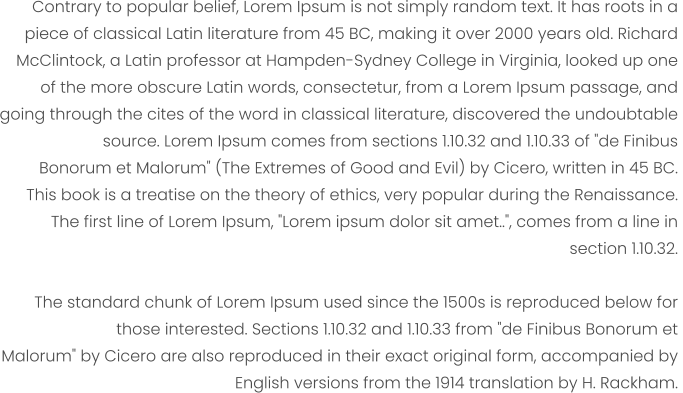 Contrary to popular belief, Lorem Ipsum is not simply random text. It has roots in a
piece of classical Latin literature from 45 BC, making it over 2000 years old. Richard
McClintock, a Latin professor at Hampden-Sydney College in Virginia, looked up one
of the more obscure Latin words, consectetur, from a Lorem Ipsum passage, and
going through the cites of the word in classical literature, discovered the undoubtable
source. Lorem Ipsum comes from sections 1.10.32 and 1.10.33 of "de Finibus
Bonorum et Malorum" (The Extremes of Good and Evil) by Cicero, written in 45 BC.
This book is a treatise on the theory of ethics, very popular during the Renaissance.
The first line of Lorem Ipsum, "Lorem ipsum dolor sit amet..", comes from a line in
section 1.10.32.
The standard chunk of Lorem Ipsum used since the 1500s is reproduced below for
those interested. Sections 1.10.32 and 1.10.33 from "de Finibus Bonorum et
Malorum" by Cicero are also reproduced in their exact original form, accompanied by
English versions from the 1914 translation by H. Rackham.